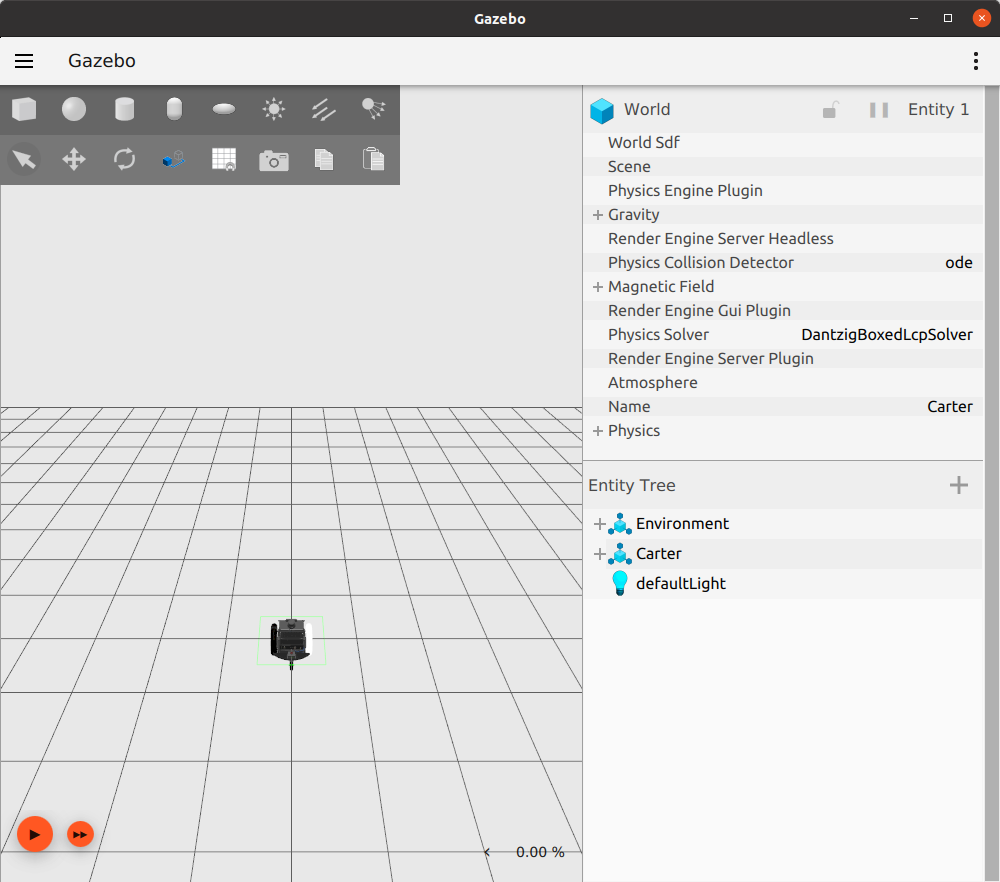 Gazebo
Gazebo
World Entity 1
World Sdf
Scene
Physics Engine Plugin
Gravity
Render Engine Server Headless
Physics Collision Detector ode
Magnetic Field
Render Engine Gui Plugin
Physics Solver DantzigBoxedLcpSolver
Render Engine Server Plugin
Atmosphere
Name Carter
Physics
Entity Tree
Environment
Carter
defaultLight
0.00 %